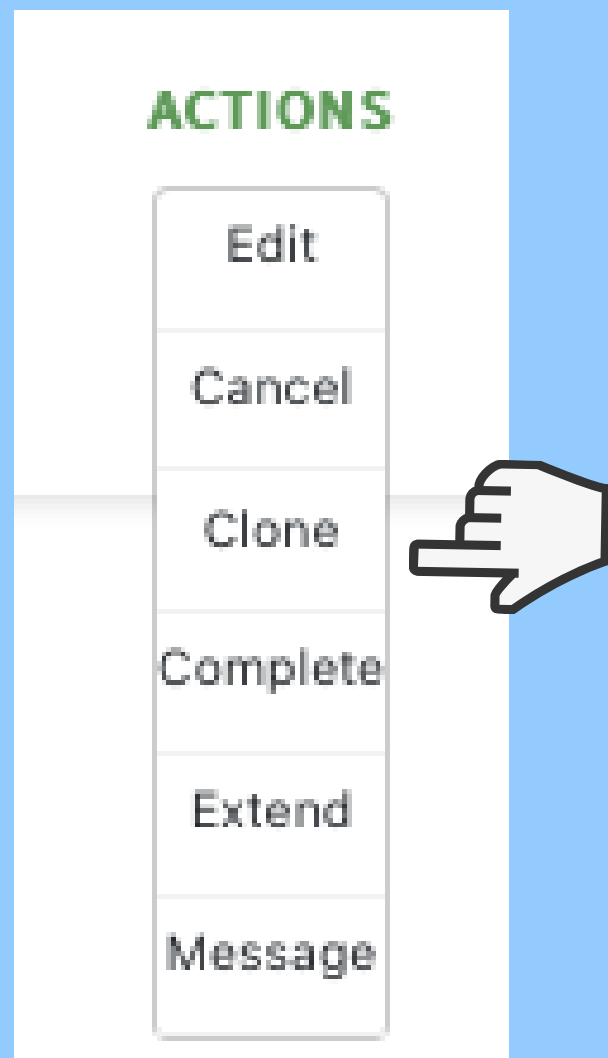 ACTIONS
Edit
Cancel
Clone
Complete
Extend
Message